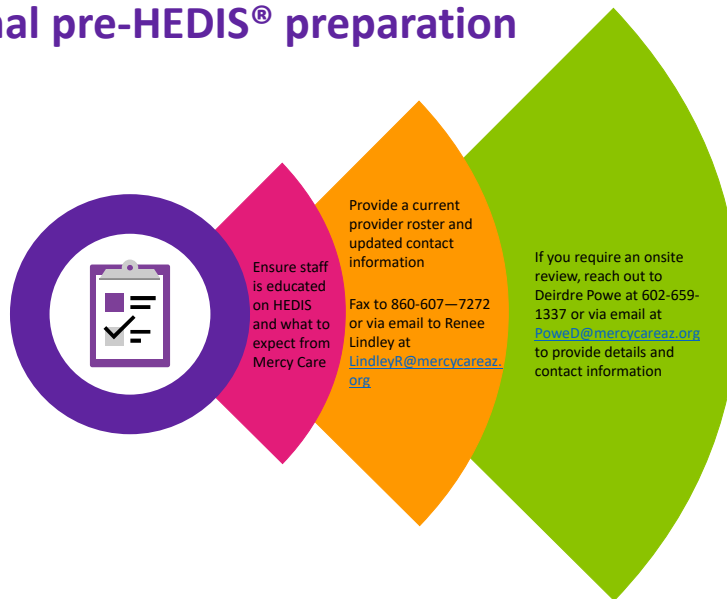 nal pre-HEDIS® preparation
Ensure staff
is educated
on HEDIS
and what to
expect from
Mercy Care
Provide a current
provider roster and
updated contact
information
Fax to 860-607—7272
or via email to Renee
Lindley at
LindleyR@mercycareaz.
org
If you require an onsite
review, reach out to
Deirdre Powe at 602-659-
1337 or via email at
PoweD@mercycareaz.org
to provide details and
contact information